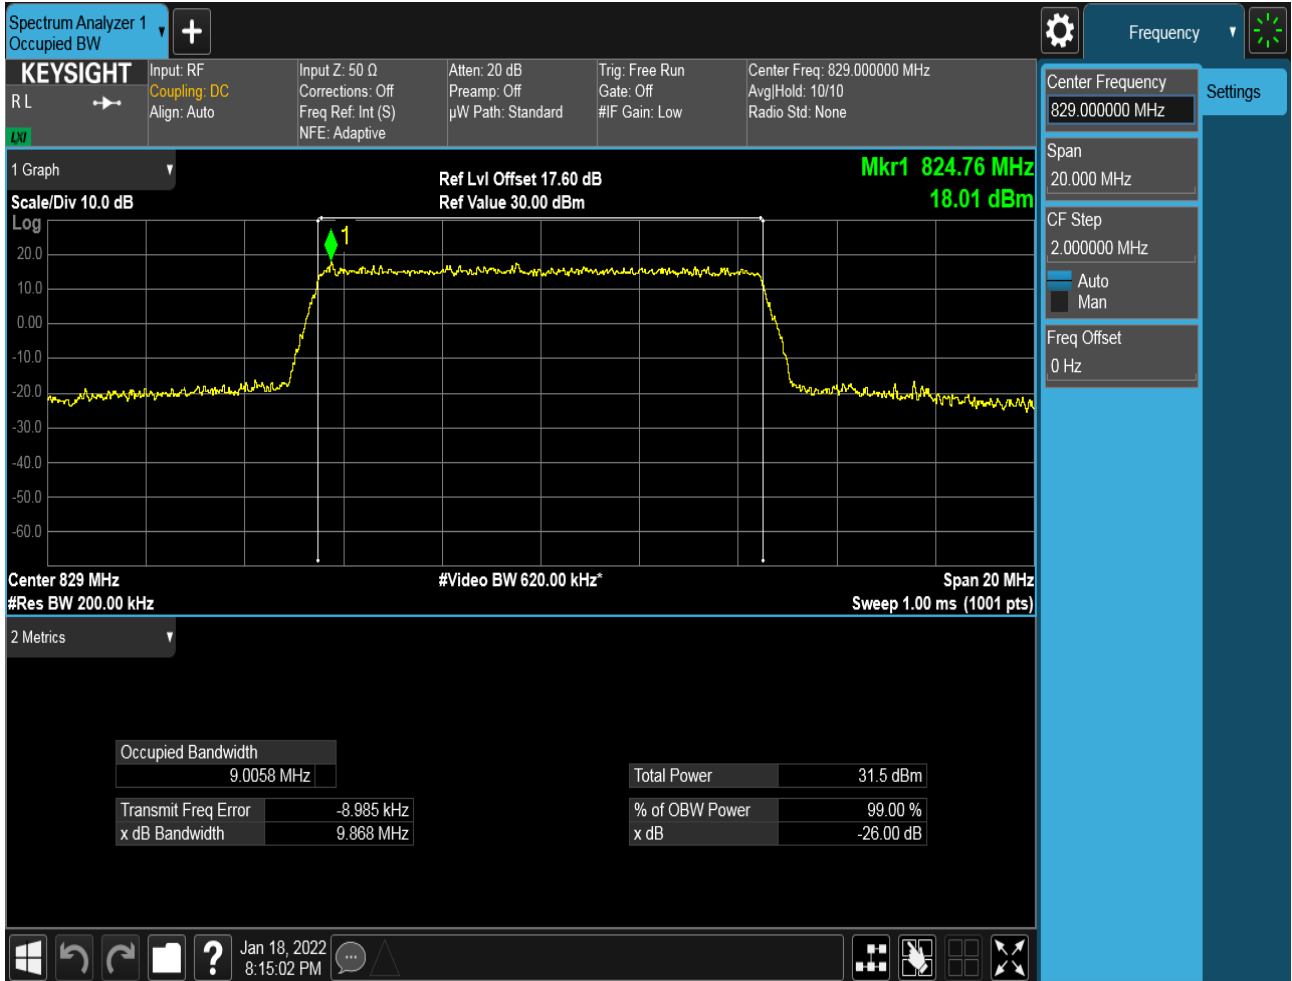 Spectrum Analyzer 1
Occupied BW
Frequency
KEYSIGHT
R L
LXI
Input: RF
Coupling: DC
Align: Auto
Input Z: 50 Ω
Corrections: Off
Freq Ref: Int (S)
NFE: Adaptive
Atten: 20 dB
Preamp: Off
µW Path: Standard
Trig: Free Run
Gate: Off
#IF Gain: Low
Center Freq: 829.000000 MHz
Avg|Hold: 10/10
Radio Std: None
Center Frequency
829.000000 MHz
Settings
Span
20.000 MHz
CF Step
2.000000 MHz
Auto
Man
Freq Offset
0 Hz
1 Graph
Scale/Div 10.0 dB
Log
Ref Lvl Offset 17.60 dB
Ref Value 30.00 dBm
Mkr1 824.76 MHz
18.01 dBm
1
20.0
10.0
0.00
-10.0
-20.0
-30.0
-40.0
-50.0
-60.0
Center 829 MHz
#Video BW 620.00 kHz*
Span 20 MHz
#Res BW 200.00 kHz
Sweep 1.00 ms (1001 pts)
2 Metrics
Occupied Bandwidth
9.0058 MHz
Total Power 31.5 dBm
Transmit Freq Error -8.985 kHz
% of OBW Power 99.00 %
x dB Bandwidth 9.868 MHz
x dB -26.00 dB
?
Jan 18, 2022
8:15:02 PM